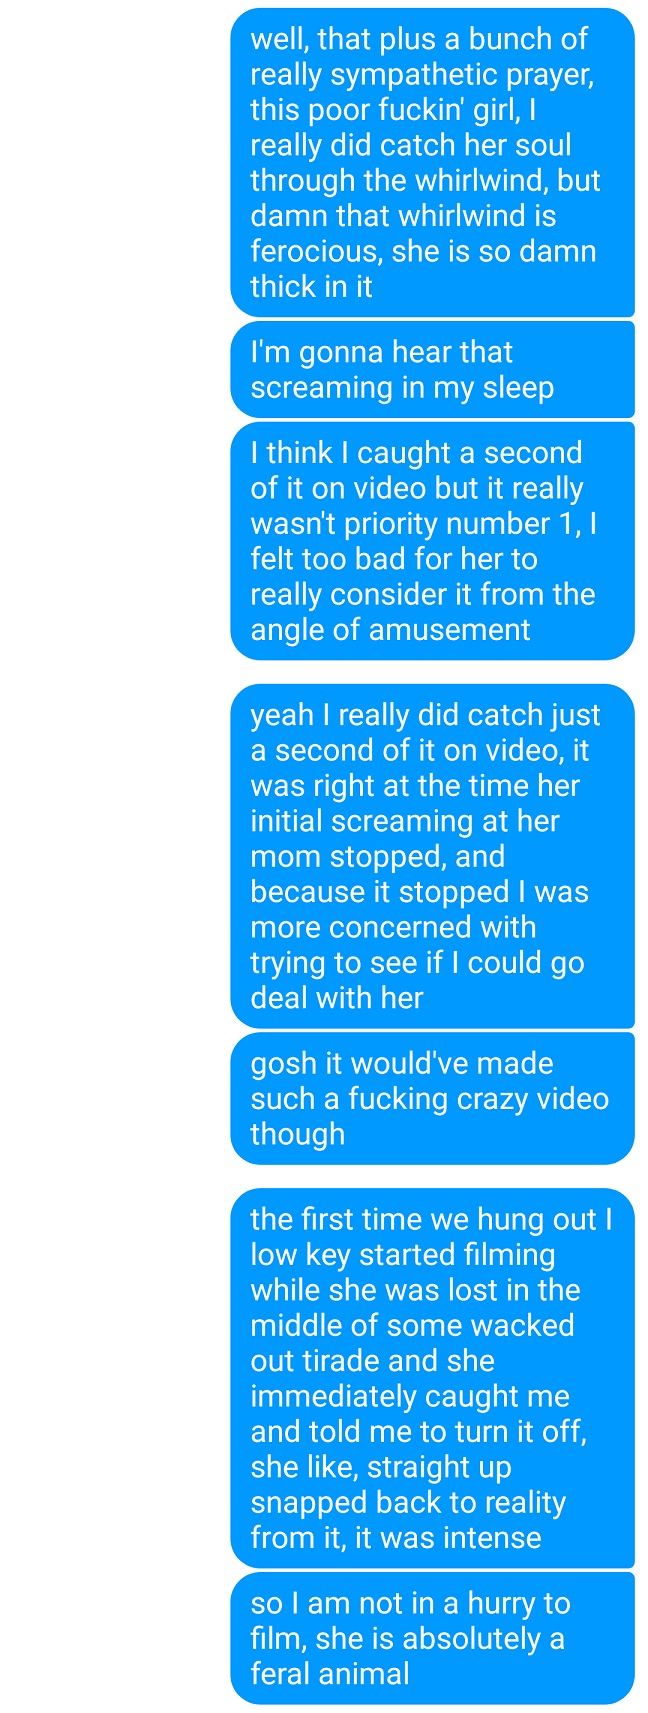 well, that plus a bunch of
really sympathetic prayer,
this poor fuckin' girl, I
really did catch her soul
through the whirlwind, but
damn that whirlwind is
ferocious, she is so damn
thick in it
I'm gonna hear that
screaming in my sleep
I think I caught a second
of it on video but it really
wasn't priority number 1, I
felt too bad for her to
really consider it from the
angle of amusement
yeah I really did catch just
a second of it on video, it
was right at the time her
initial screaming at her
mom stopped, and
because it stopped I was
more concerned with
trying to see if I could go
deal with her
gosh it would've made
such a fucking crazy video
though
the first time we hung out I
low key started filming
while she was lost in the
middle of some wacked
out tirade and she
immediately caught me
and told me to turn it off,
she like, straight up
snapped back to reality
from it, it was intense
so I am not in a hurry to
film, she is absolutely a
feral animal